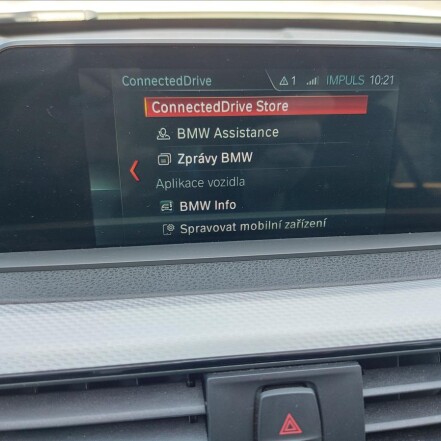 ConnectedDrive 1 IMPULS 10:21
ConnectedDrive Store
BMW Assistance
Zprávy BMW
Aplikace vozidla
BMW Info
Spravovat mobilní zařízení